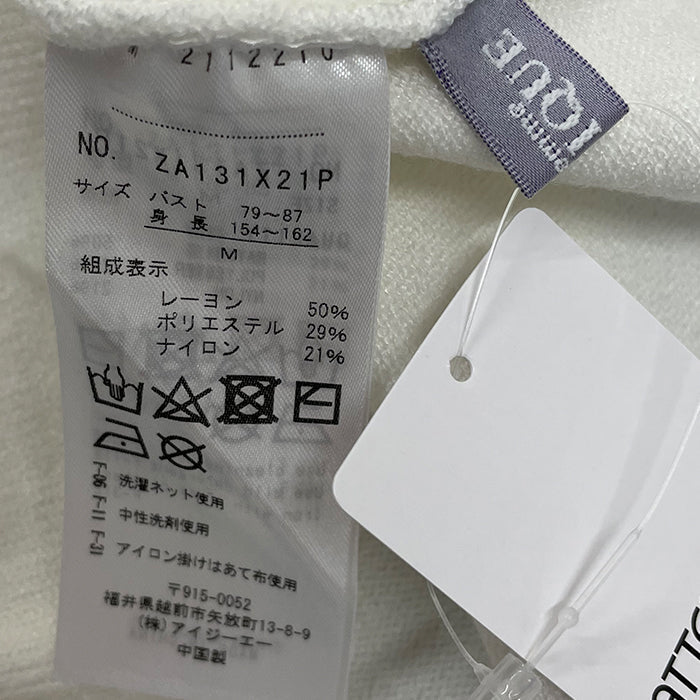 2112210
NO. ZA131X21P
サイズ バスト 79～87
身長 154～162
M
組成表示
レーヨン 50%
ポリエステル 29%
ナイロン 21%
洗濯ネット使用
中性洗剤使用
アイロン掛けはあて布使用
〒915-0052
福井県越前市矢放町13-8-9
(株)アイジーエー
中国製